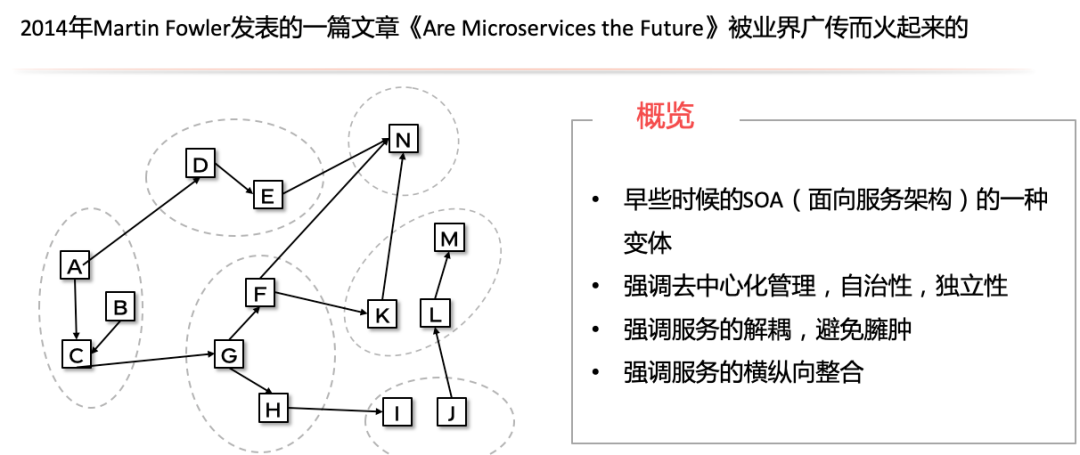 2014年Martin Fowler发表的一篇文章《Are Microservices the Future》被业界广传而火起来的
概览
N
D
E
M
A
F
B
K
L
C
G
H
I
J
• 早些时候的SOA（面向服务架构）的一种
变体
• 强调去中心化管理，自治性，独立性
• 强调服务的解耦，避免臃肿
• 强调服务的横纵向整合